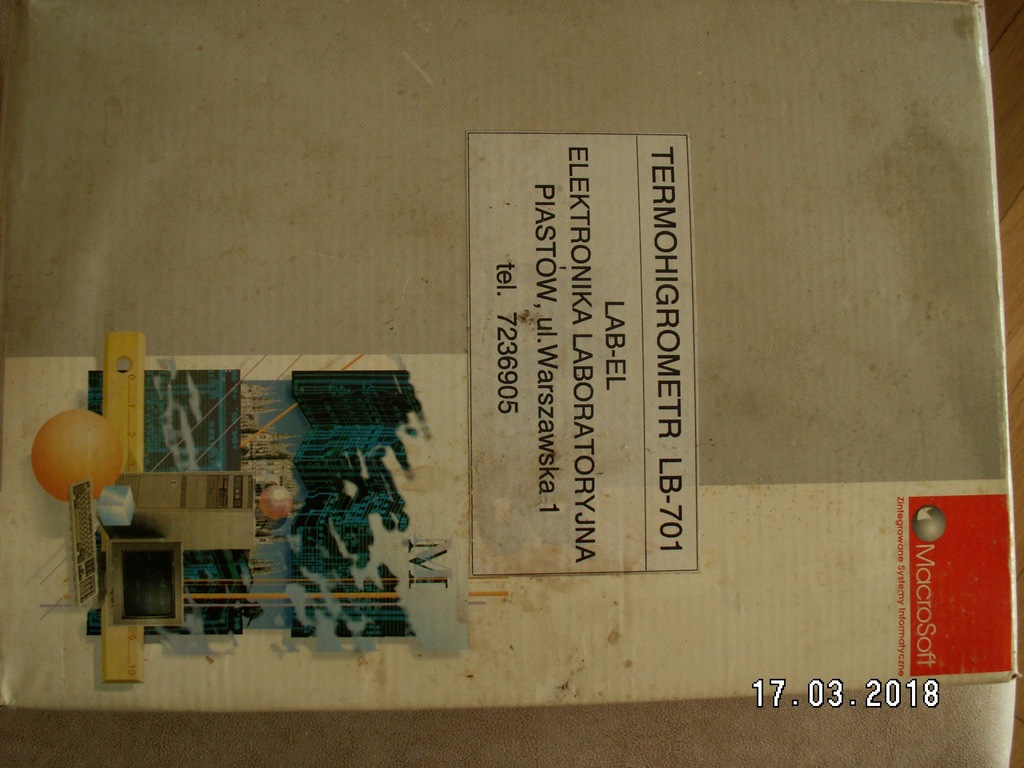 MacroSoft
Zintegrowane Systemy Informatyczne
TERMOHIGROMETR LB-701
LAB-EL
ELEKTRONIKA LABORATORYJNA
PIASTÓW, ul.Warszawska 1
tel. 7236905
M
17.03.2018